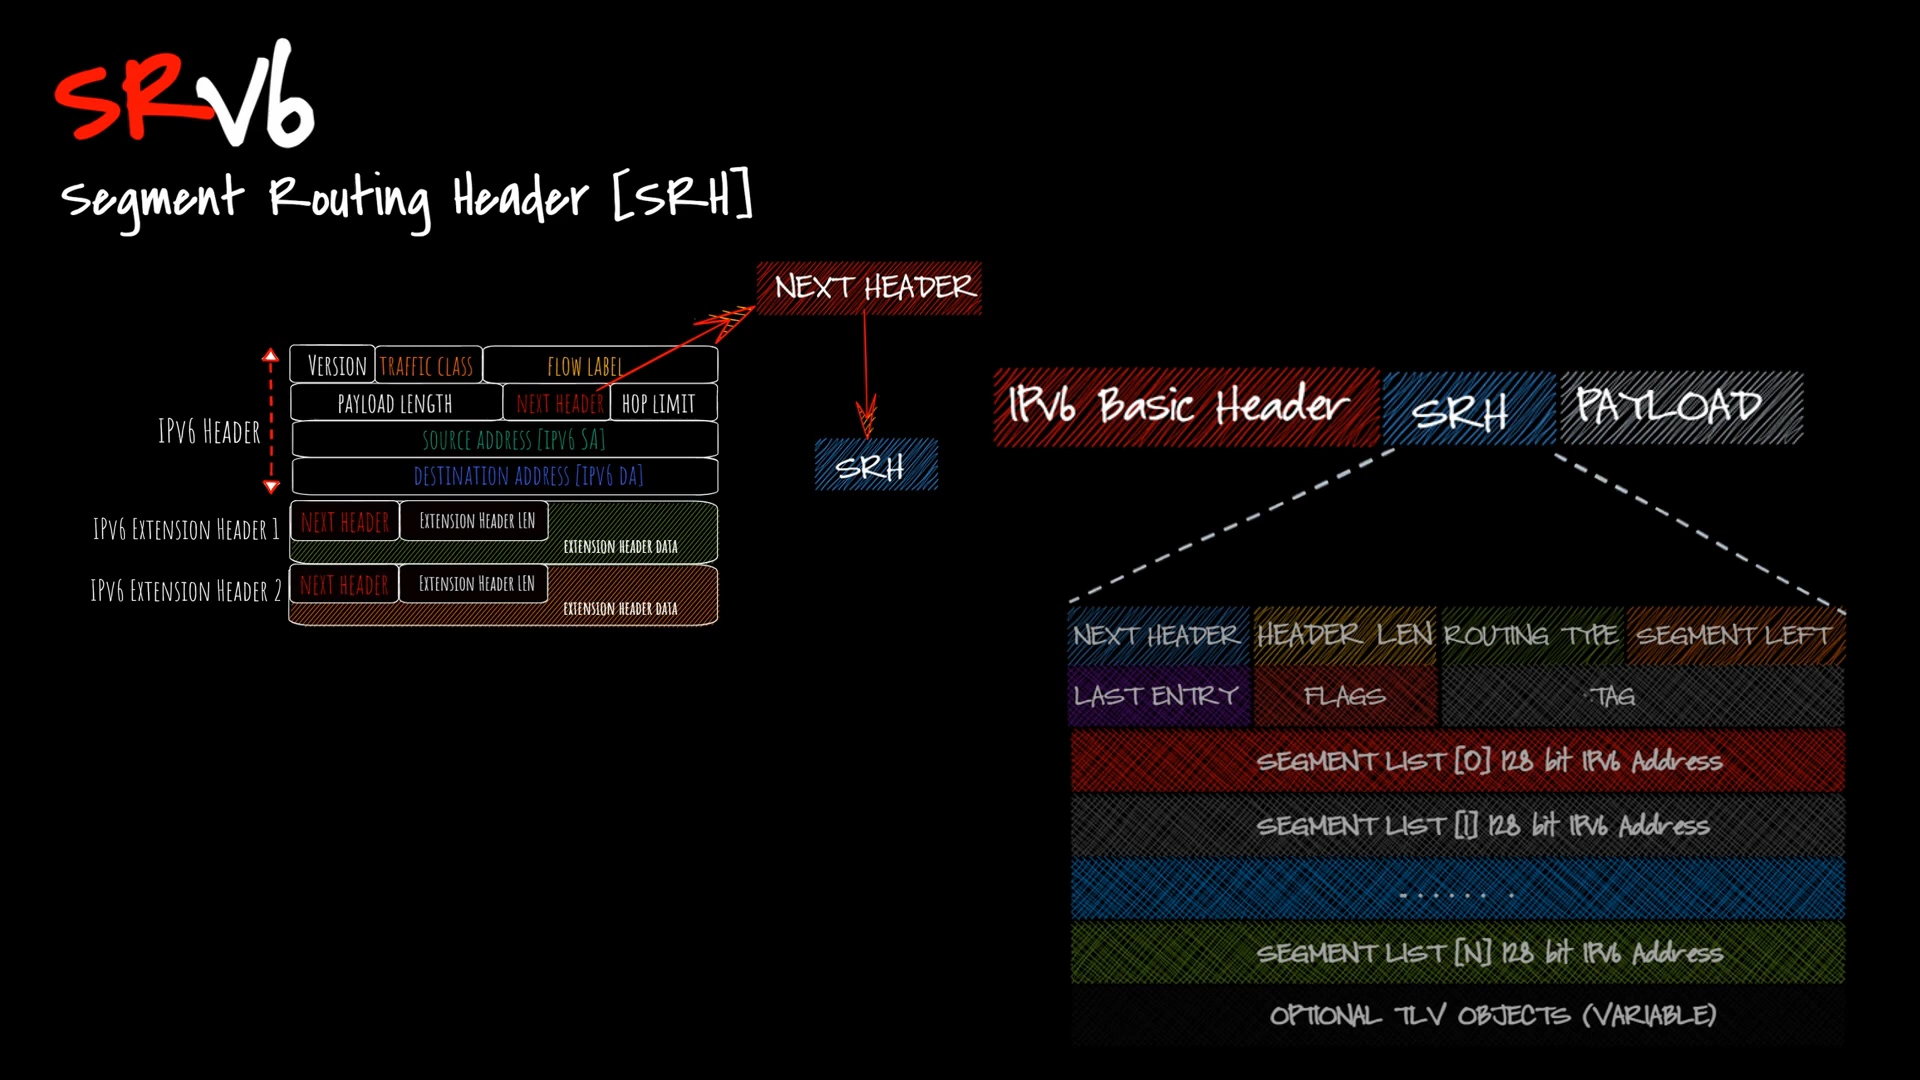 SRv6
Segment Routing Header [SRH]
NEXT HEADER
SRH
IPv6 Header
Version TRAFFIC CLASS FLOW LABEL
PAYLOAD LENGTH NEXT HEADER HOP LIMIT
SOURCE ADDRESS [IPV6 SA]
DESTINATION ADDRESS [IPV6 DA]
IPv6 Extension Header 1
NEXT HEADER Extension Header LEN
EXTENSION HEADER DATA
IPv6 Extension Header 2
NEXT HEADER Extension Header LEN
EXTENSION HEADER DATA
IPv6 Basic Header SRH PAYLOAD
NEXT HEADER HEADER LEN ROUTING TYPE SEGMENT LEFT
LAST ENTRY FLAGS TAG
SEGMENT LIST [0] 128 bit IPv6 Address
SEGMENT LIST [1] 128 bit IPv6 Address
. . . . . . .
SEGMENT LIST [N] 128 bit IPv6 Address
OPTIONAL TLV OBJECTS (VARIABLE)